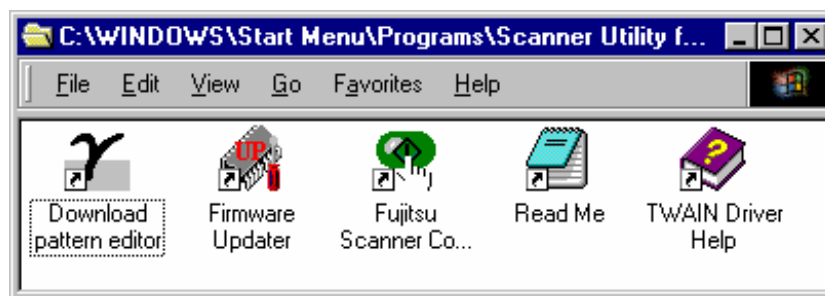 C:\WINDOWS\Start Menu\Programs\Scanner Utility f...
File Edit View Go Favorites Help
UP
Download pattern editor
Firmware Updater
Fujitsu Scanner Co...
Read Me
TWAIN Driver Help